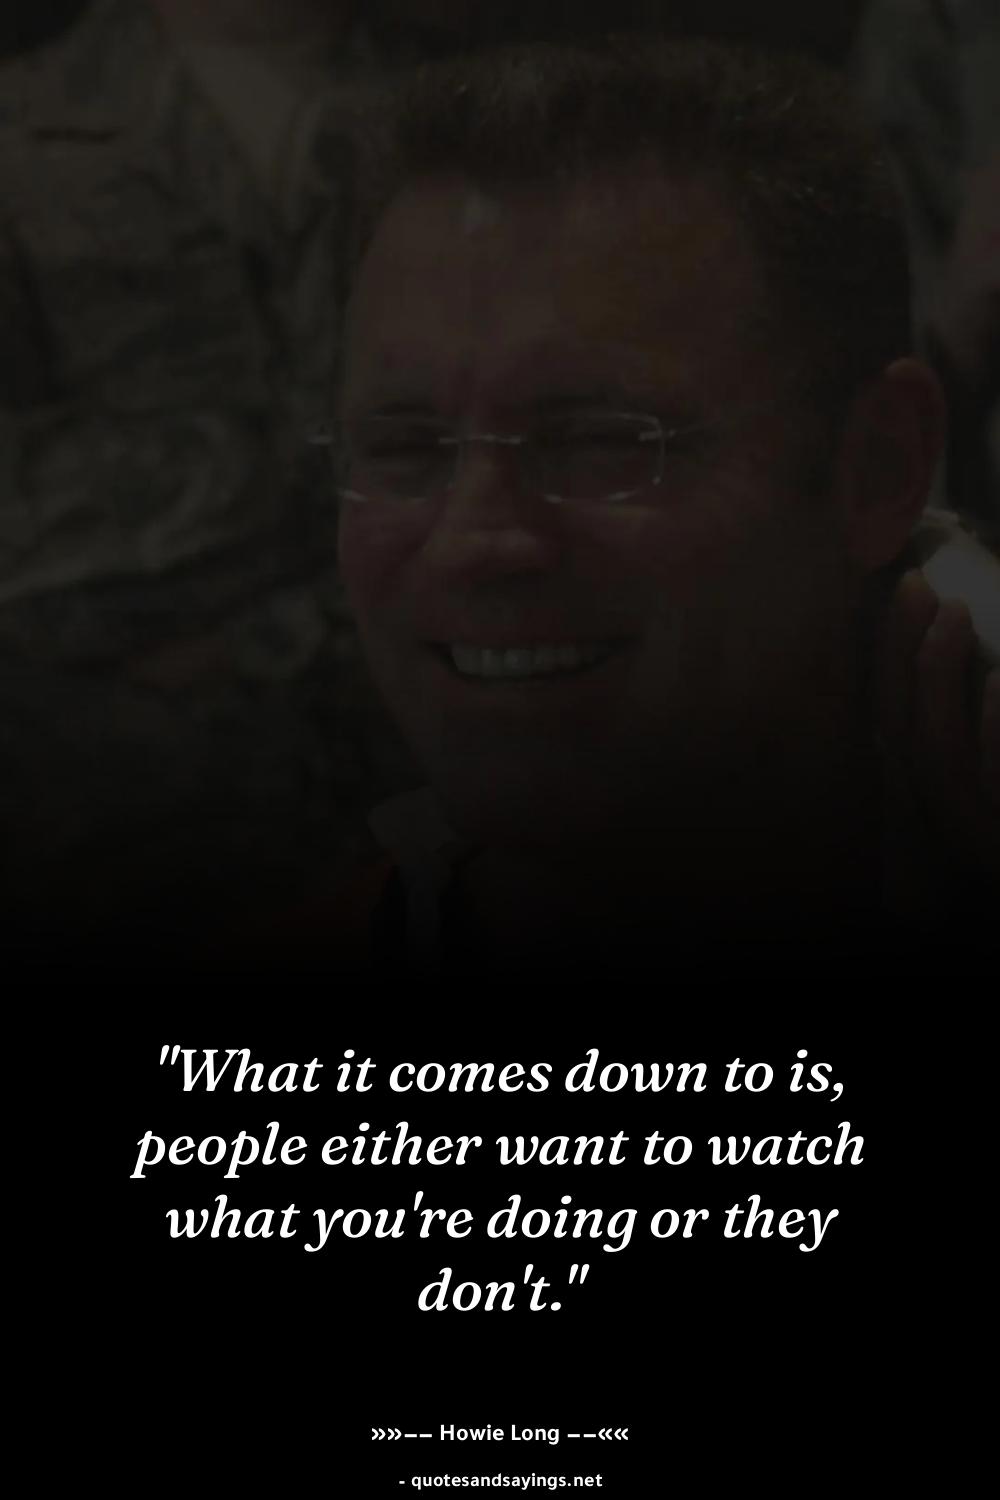 "What it comes down to is,
people either want to watch
what you're doing or they
don't."
»»–– Howie Long ––««
- quotesandsayings.net